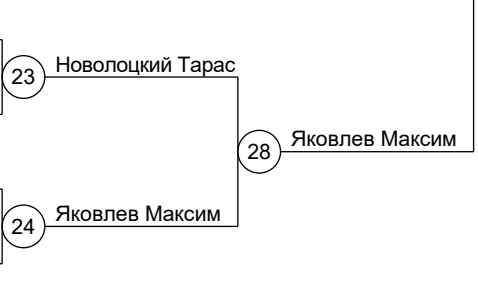 23 Новолоцкий Тарас
28 Яковлев Максим
24 Яковлев Максим